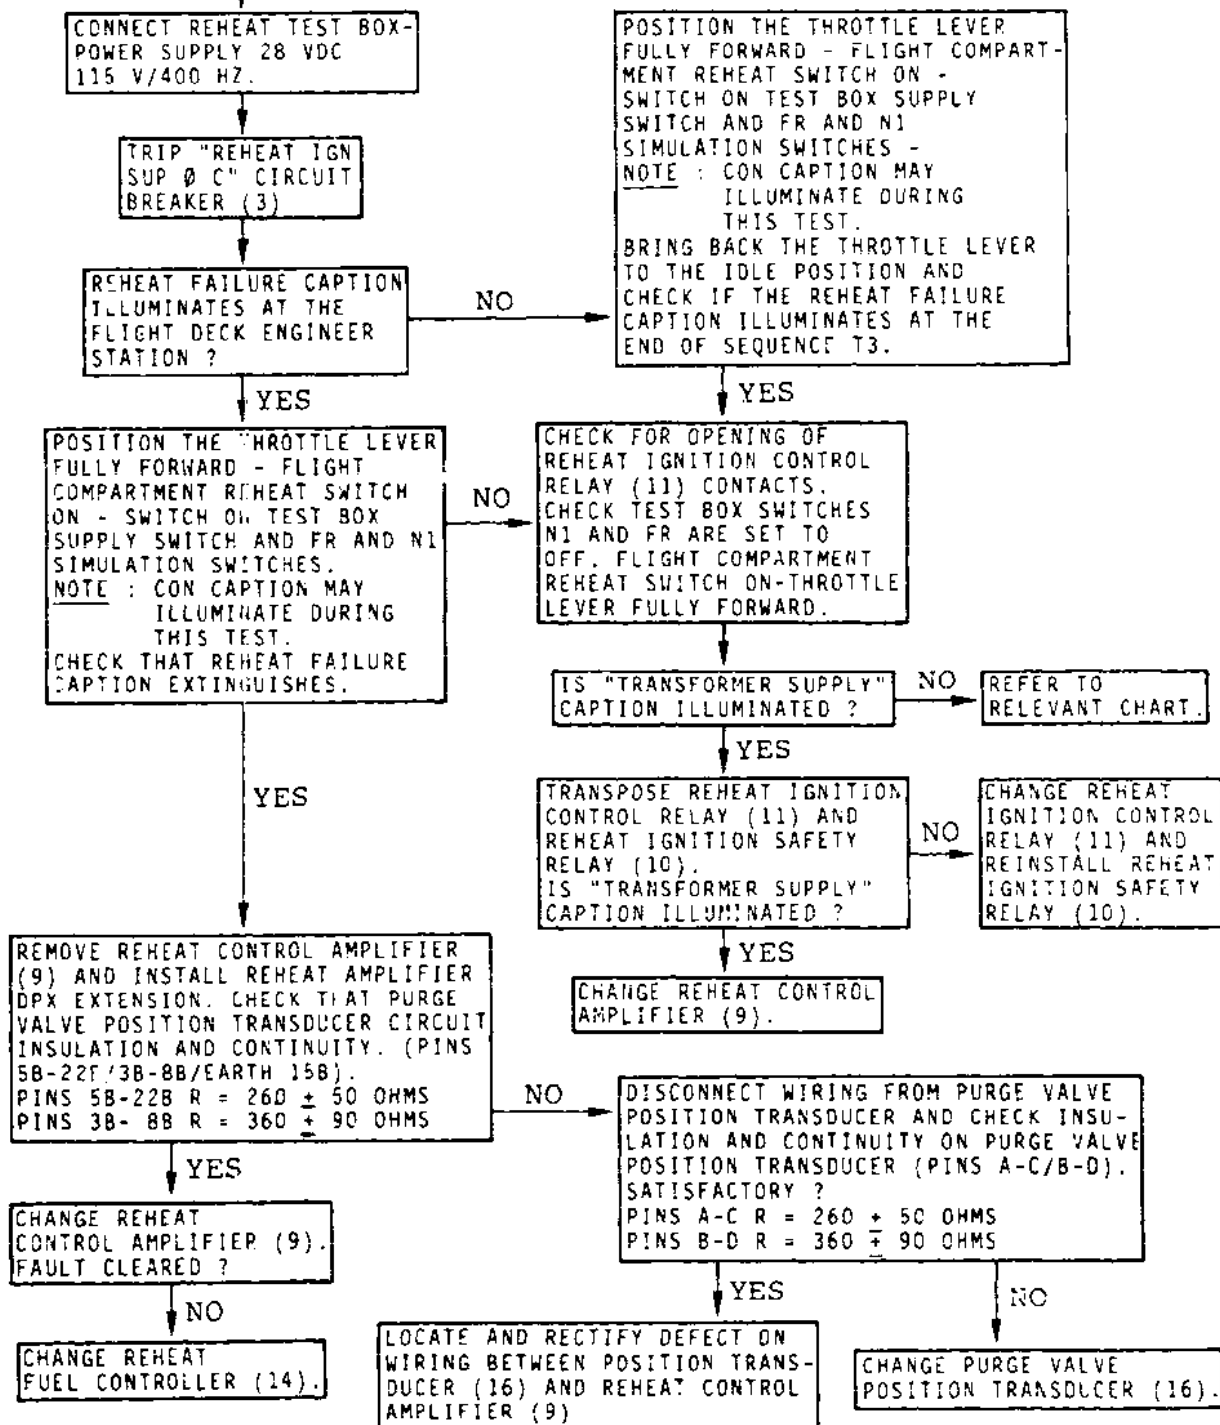 CONNECT REHEAT TEST BOX-
POWER SUPPLY 28 VDC
115 V/400 HZ.
TRIP "REHEAT IGN
SUP Ø C" CIRCUIT
BREAKER (3)
REHEAT FAILURE CAPTION
ILLUMINATES AT THE
FLIGHT DECK ENGINEER
STATION ?
NO
YES
POSITION THE THROTTLE LEVER
FULLY FORWARD - FLIGHT COMPART-
MENT REHEAT SWITCH ON -
SWITCH ON TEST BOX SUPPLY
SWITCH AND FR AND N1
SIMULATION SWITCHES -
NOTE : CON CAPTION MAY
ILLUMINATE DURING
THIS TEST.
BRING BACK THE THROTTLE LEVER
TO THE IDLE POSITION AND
CHECK IF THE REHEAT FAILURE
CAPTION ILLUMINATES AT THE
END OF SEQUENCE T3.
YES
POSITION THE THROTTLE LEVER
FULLY FORWARD - FLIGHT
COMPARTMENT REHEAT SWITCH
ON - SWITCH ON TEST BOX
SUPPLY SWITCH AND FR AND N1
SIMULATION SWITCHES.
NOTE : CON CAPTION MAY
ILLUMINATE DURING
THIS TEST.
CHECK THAT REHEAT FAILURE
CAPTION EXTINGUISHES.
NO
YES
CHECK FOR OPENING OF
REHEAT IGNITION CONTROL
RELAY (11) CONTACTS.
CHECK TEST BOX SWITCHES
N1 AND FR ARE SET TO
OFF. FLIGHT COMPARTMENT
REHEAT SWITCH ON-THROTTLE
LEVER FULLY FORWARD.
IS "TRANSFORMER SUPPLY"
CAPTION ILLUMINATED ?
NO
REFER TO
RELEVANT CHART.
YES
TRANSPOSE REHEAT IGNITION
CONTROL RELAY (11) AND
REHEAT IGNITION SAFETY
RELAY (10).
IS "TRANSFORMER SUPPLY"
CAPTION ILLUMINATED ?
NO
CHANGE REHEAT
IGNITION CONTROL
RELAY (11) AND
REINSTALL REHEAT
IGNITION SAFETY
RELAY (10).
YES
CHANGE REHEAT CONTROL
AMPLIFIER (9).
REMOVE REHEAT CONTROL AMPLIFIER
(9) AND INSTALL REHEAT AMPLIFIER
DPX EXTENSION. CHECK THAT PURGE
VALVE POSITION TRANSDUCER CIRCUIT
INSULATION AND CONTINUITY. (PINS
5B-22B/3B-8B/EARTH 15B).
PINS 5B-22B R = 260 ± 50 OHMS
PINS 3B- 8B R = 360 ± 90 OHMS
NO
YES
DISCONNECT WIRING FROM PURGE VALVE
POSITION TRANSDUCER AND CHECK INSU-
LATION AND CONTINUITY ON PURGE VALVE
POSITION TRANSDUCER (PINS A-C/B-D).
SATISFACTORY ?
PINS A-C R = 260 ± 50 OHMS
PINS B-D R = 360 ± 90 OHMS
CHANGE REHEAT
CONTROL AMPLIFIER (9).
FAULT CLEARED ?
NO
CHANGE REHEAT
FUEL CONTROLLER (14).
YES
NO
LOCATE AND RECTIFY DEFECT ON
WIRING BETWEEN POSITION TRANS-
DUCER (16) AND REHEAT CONTROL
AMPLIFIER (9)
CHANGE PURGE VALVE
POSITION TRANSDUCER (16).